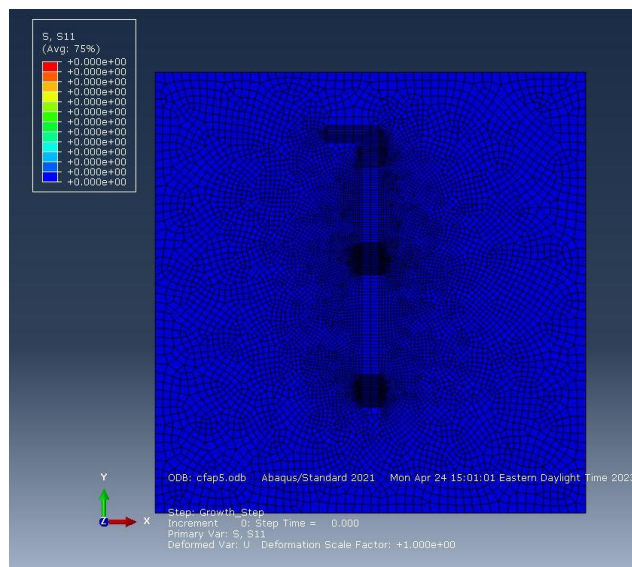 S, S11
(Avg: 75%)
+0.000e+00
+0.000e+00
+0.000e+00
+0.000e+00
+0.000e+00
+0.000e+00
+0.000e+00
+0.000e+00
+0.000e+00
+0.000e+00
+0.000e+00
+0.000e+00
+0.000e+00
Y
Z X
ODB: cfap5.odb Abaqus/Standard 2021 Mon Apr 24 15:01:01 Eastern Daylight Time 2023
Step: Growth_Step
Increment 0: Step Time = 0.000
Primary Var: S, S11
Deformed Var: U Deformation Scale Factor: +1.000e+00